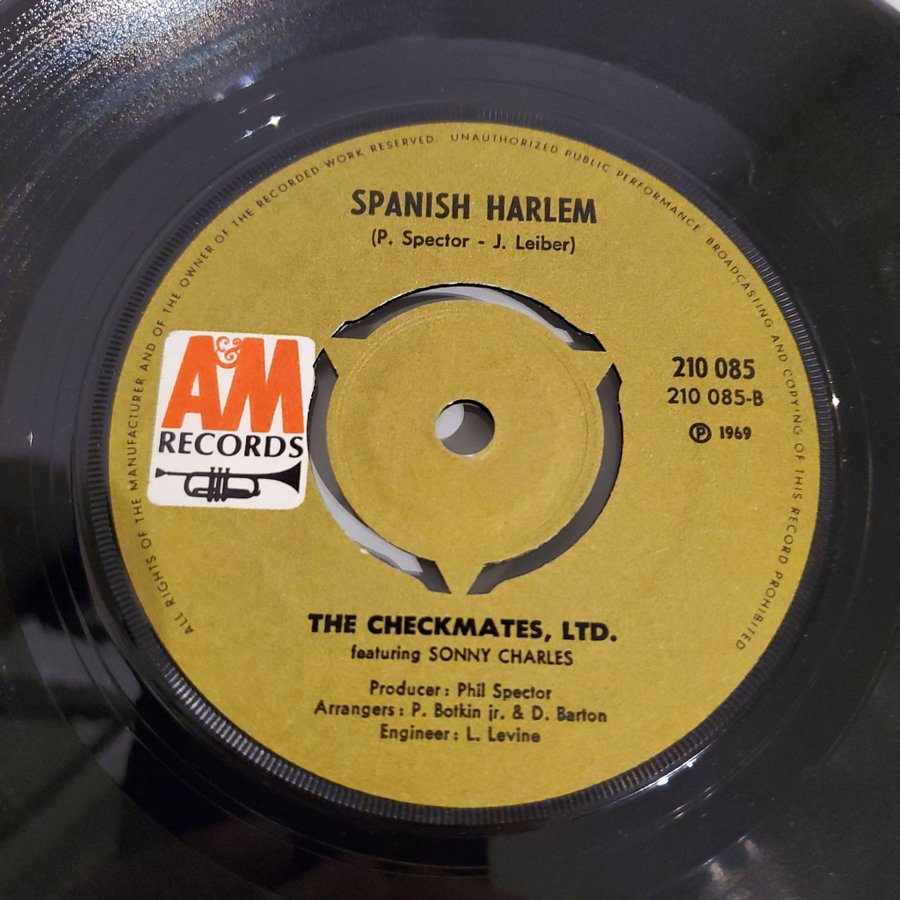 ALL RIGHTS OF THE MANUFACTURER AND OF THE OWNER OF THE RECORDED WORK RESERVED UNAUTHORIZED PUBLIC PERFORMANCE BROADCASTING AND COPYING OF THIS RECORD PROHIBITED
SPANISH HARLEM
(P. Spector - J. Leiber)
A&M
RECORDS
210 085
210 085-B
Ⓟ 1969
THE CHECKMATES, LTD.
featuring SONNY CHARLES
Producer: Phil Spector
Arrangers: P. Botkin jr. & D. Barton
Engineer: L. Levine